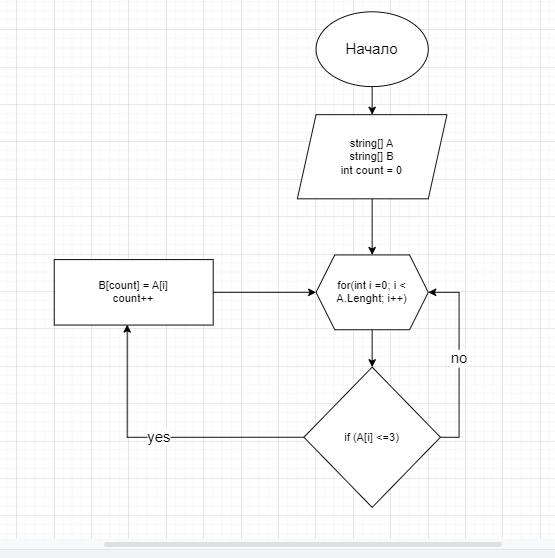 Начало
string[] A
string[] B
int count = 0
B[count] = A[i]
count++
for(int i =0; i <
A.Lenght; i++)
no
if (A[i] <=3)
yes